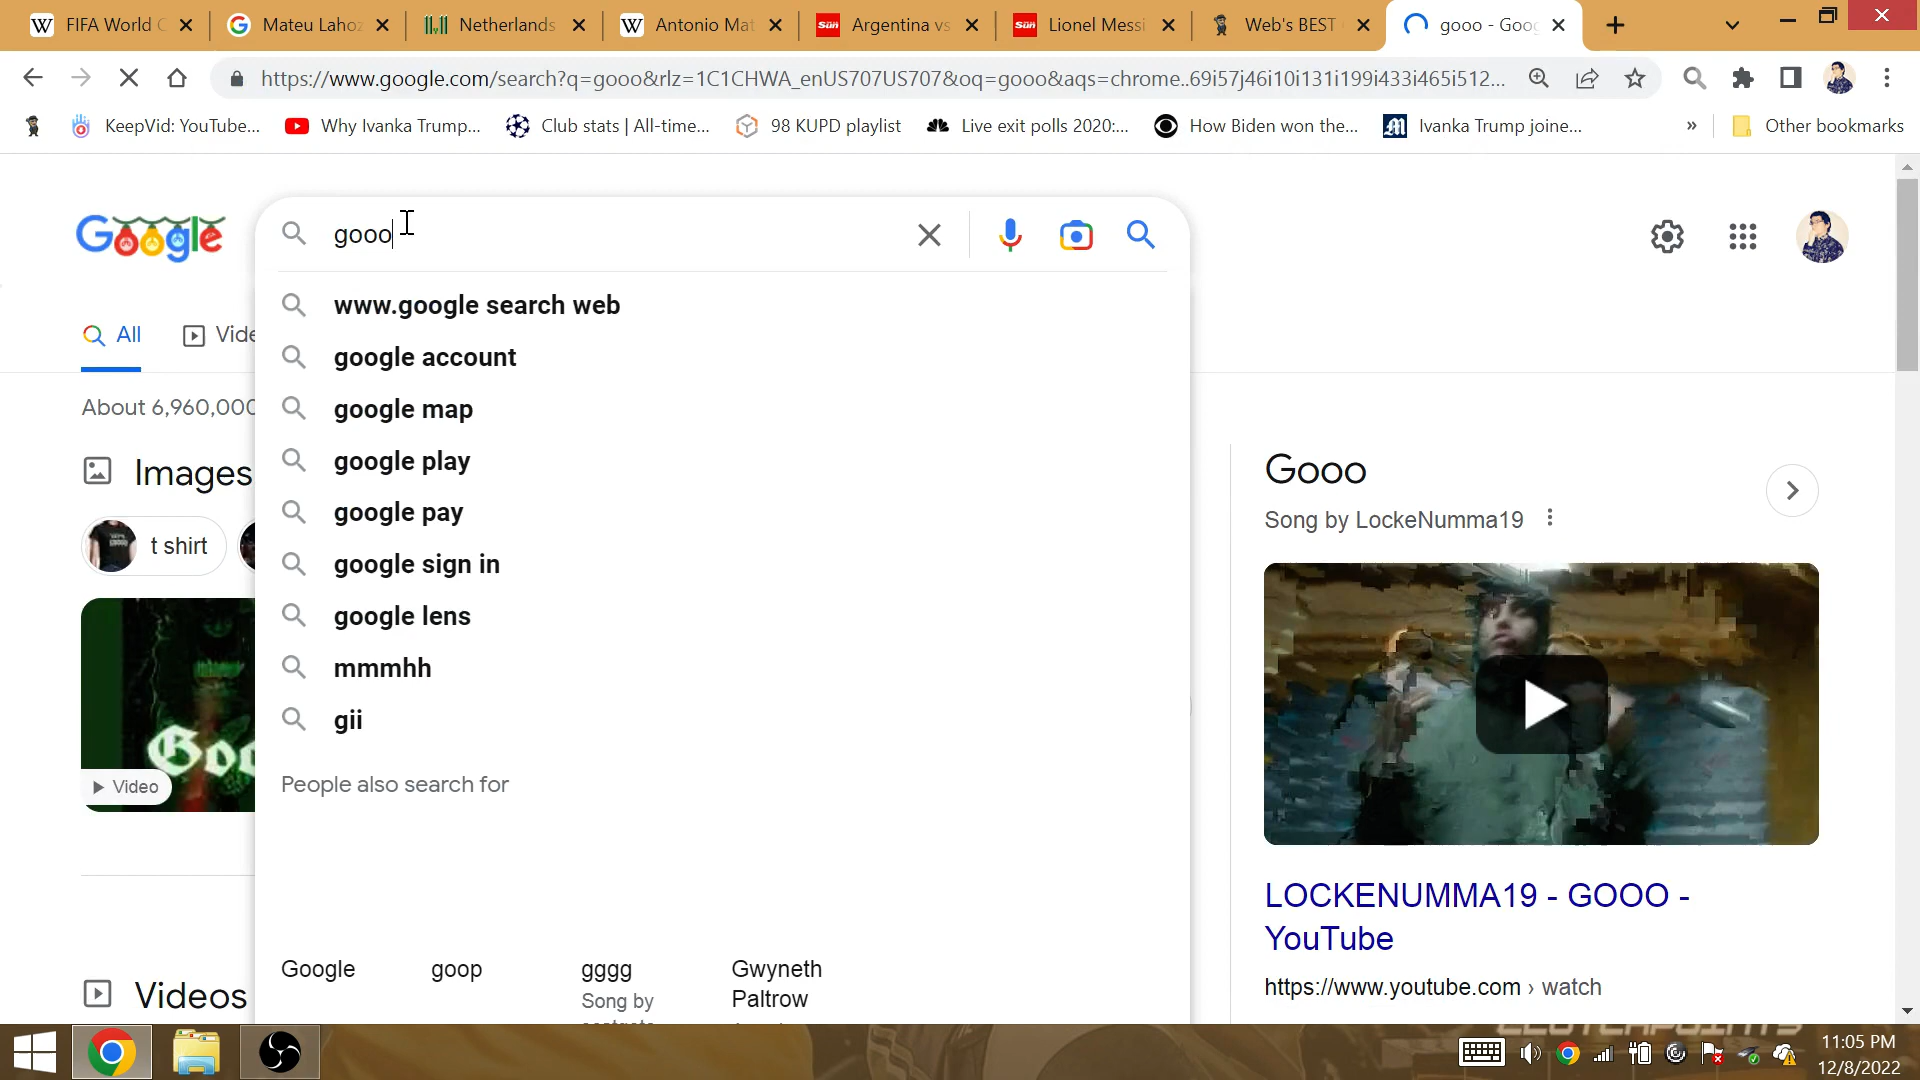 FIFA World C
Mateu Lahoz
Netherlands
Antonio Mat
Argentina vs
Lionel Messi
Web's BEST
gooo - Goog
https://www.google.com/search?q=gooo&rlz=1C1CHWA_enUS707US707&oq=gooo&aqs=chrome..69i57j46i10i131i199i433i465i512...
KeepVid: YouTube...
Why Ivanka Trump...
Club stats | All-time...
98 KUPD playlist
Live exit polls 2020:...
How Biden won the...
Ivanka Trump joine...
»
Other bookmarks
Google
gooo
www.google search web
google account
google map
google play
google pay
google sign in
google lens
mmmhh
gii
People also search for
Google
goop
gggg
Song by
Gwyneth
Paltrow
All
Vide
About 6,960,000
Images
t shirt
Goo
Video
Videos
Gooo
Song by LockeNumma19
LOCKENUMMA19 - GOOO -
YouTube
https://www.youtube.com › watch
11:05 PM
12/8/2022